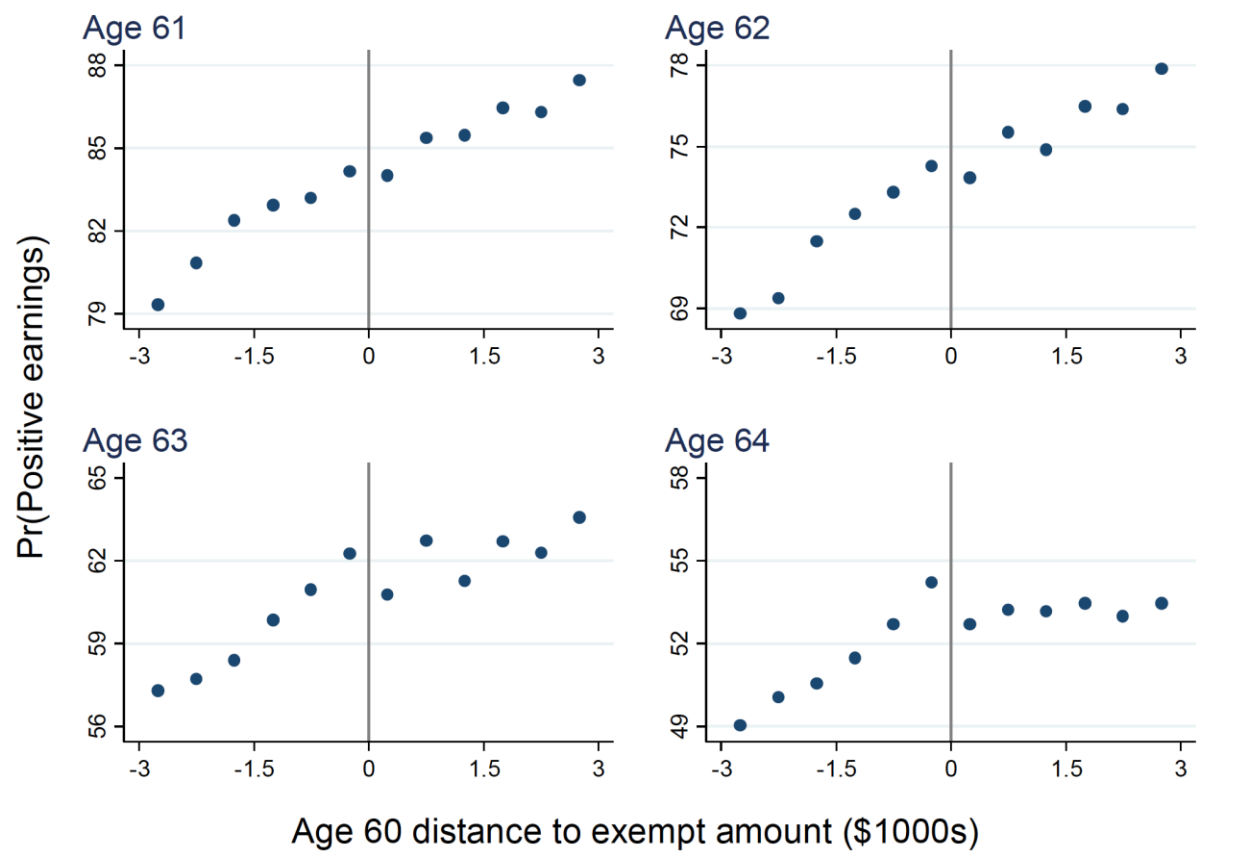 Age 61
88
85
82
79
-3 -1.5 0 1.5 3
Age 62
78
75
72
69
-3 -1.5 0 1.5 3
Pr(Positive earnings)
Age 63
65
62
59
56
-3 -1.5 0 1.5 3
Age 64
58
55
52
49
-3 -1.5 0 1.5 3
Age 60 distance to exempt amount ($1000s)